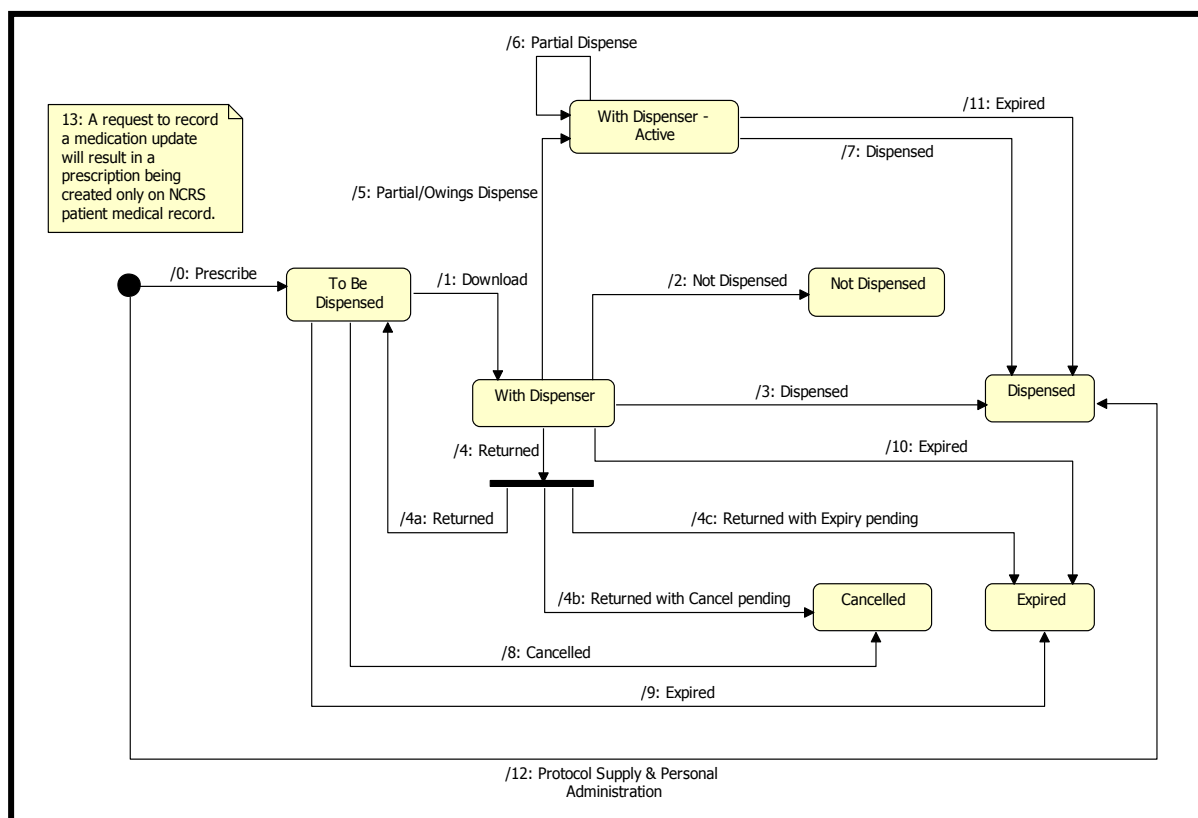 /6: Partial Dispense
13: A request to record
a medication update
will result in a
prescription being
created only on NCRS
patient medical record.
With Dispenser -
Active
/11: Expired
/7: Dispensed
/5: Partial/Owings Dispense
/0: Prescribe
To Be
Dispensed
/1: Download
/2: Not Dispensed
Not Dispensed
With Dispenser
/3: Dispensed
Dispensed
/4: Returned
/10: Expired
/4a: Returned
/4c: Returned with Expiry pending
/4b: Returned with Cancel pending
Cancelled
Expired
/8: Cancelled
/9: Expired
/12: Protocol Supply & Personal
Administration